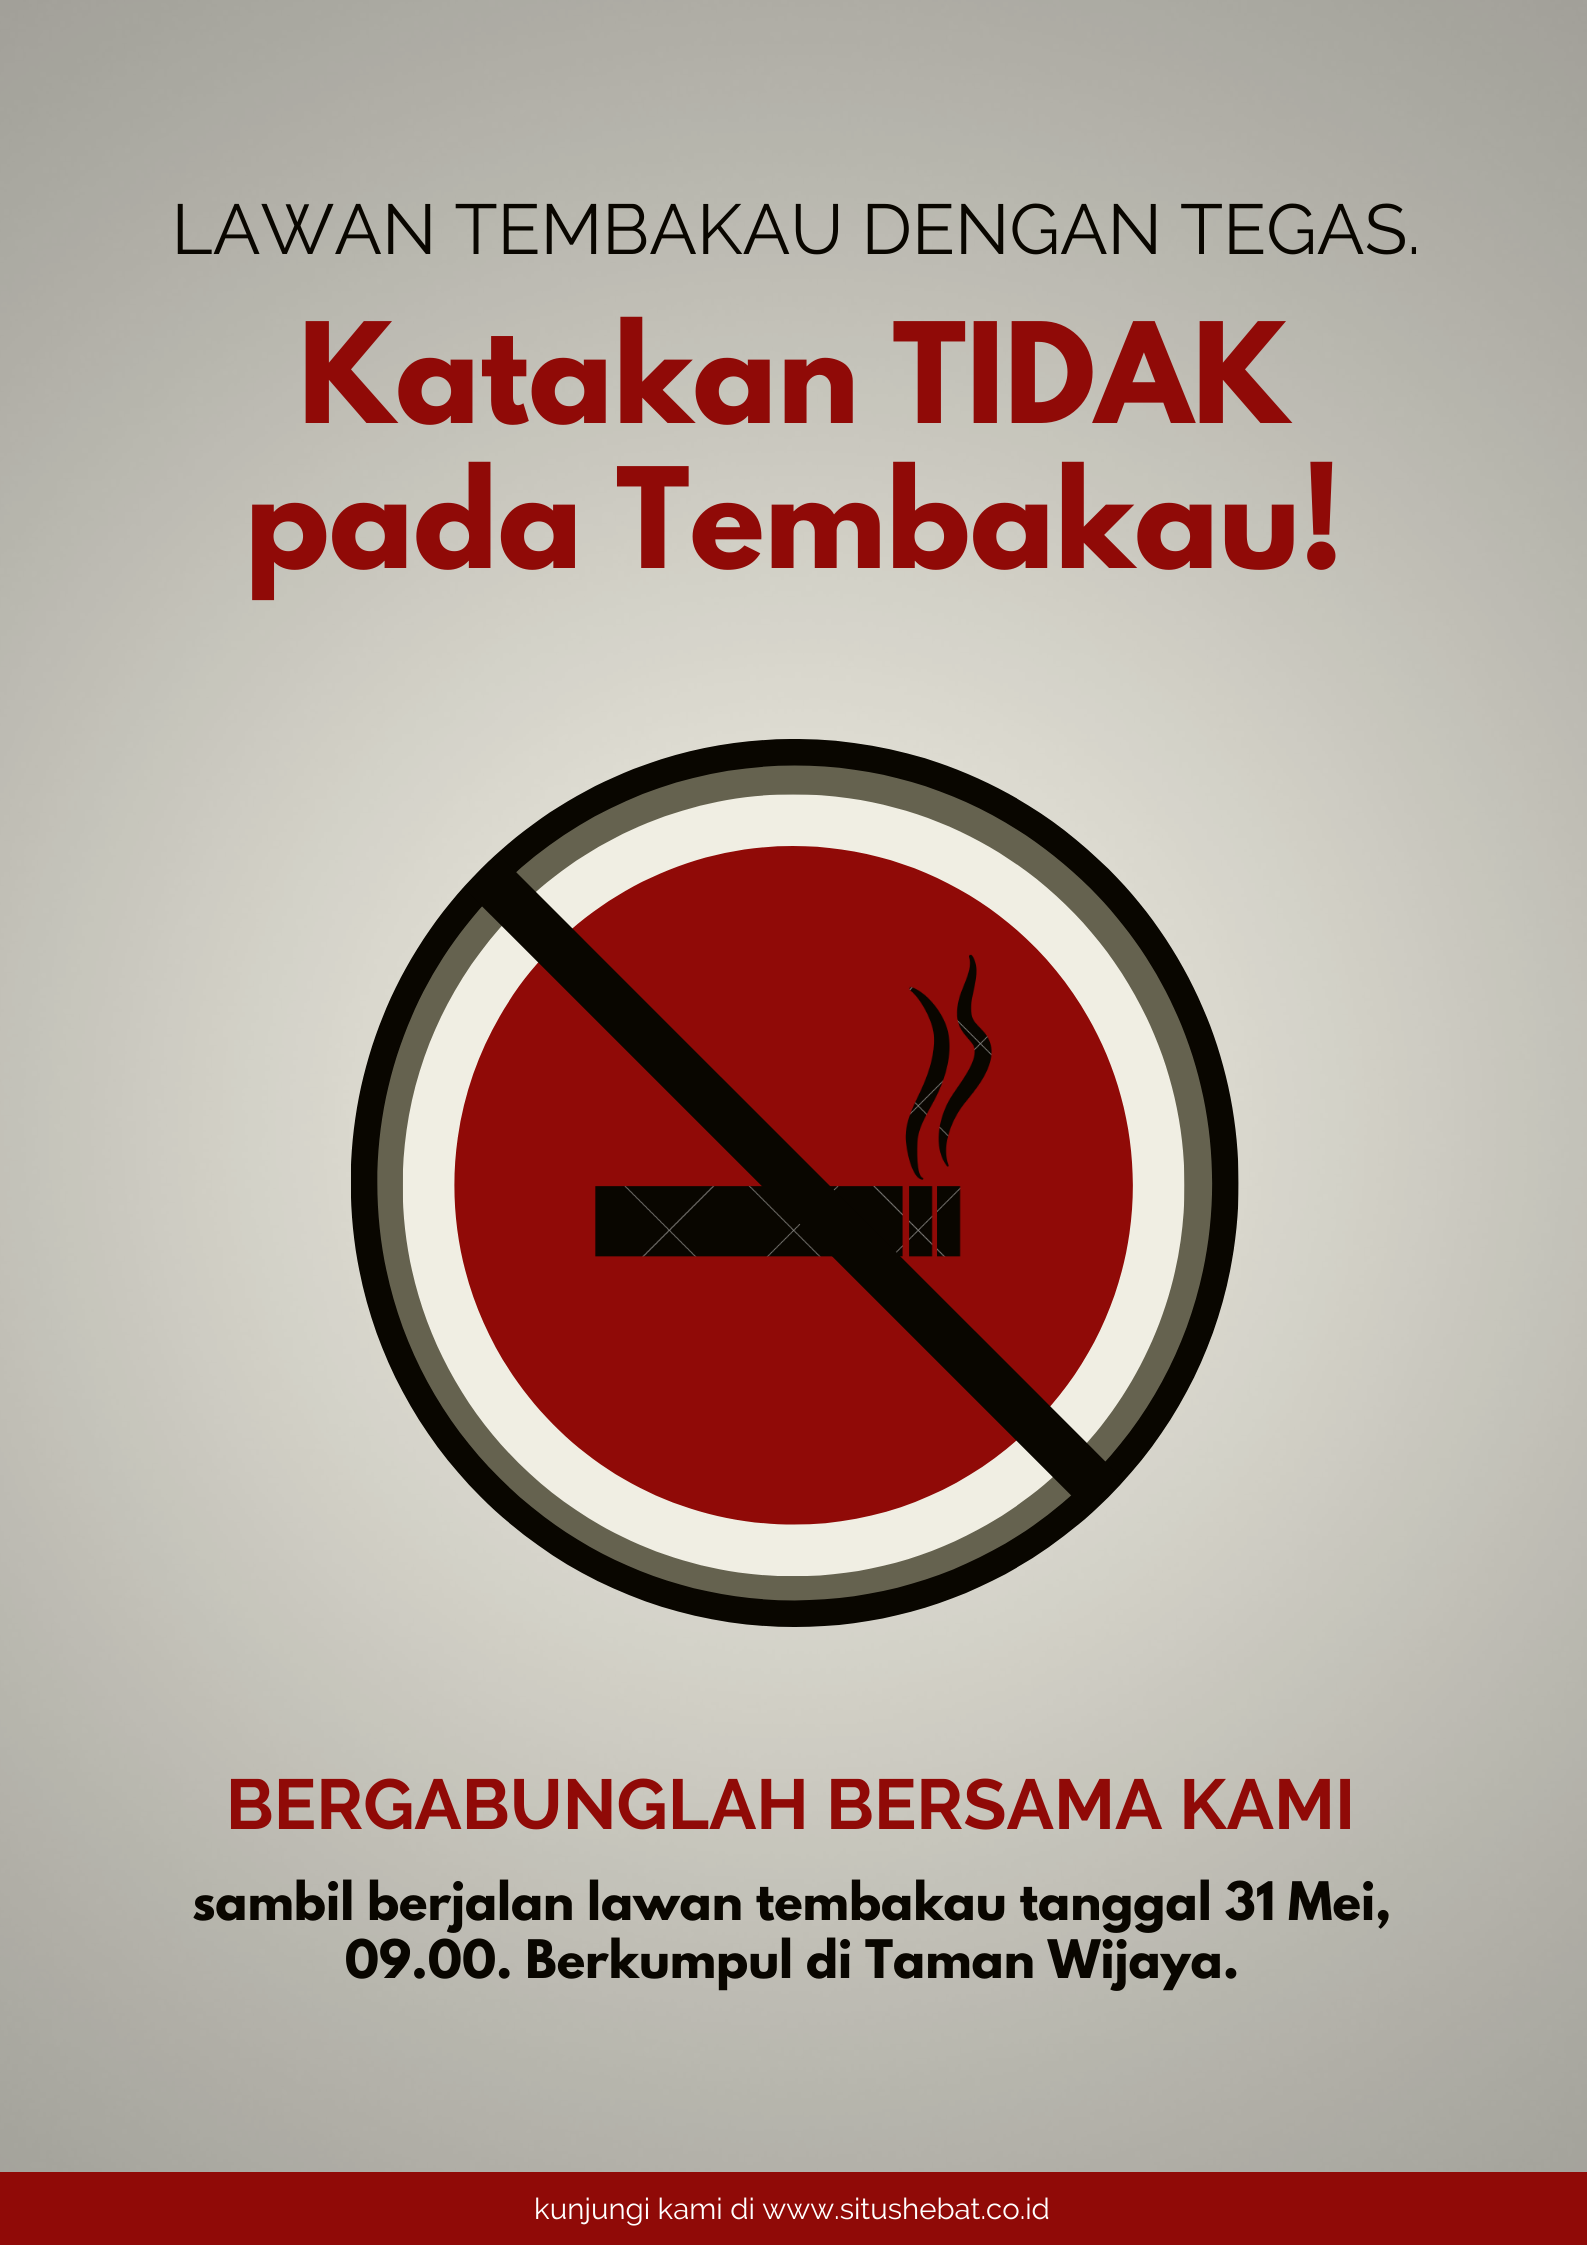 LAWAN TEMBAKAU DENGAN TEGAS.
Katakan TIDAK
pada Tembakau!
BERGABUNGLAH BERSAMA KAMI
sambil berjalan lawan tembakau tanggal 31 Mei,
09.00. Berkumpul di Taman Wijaya.
kunjungi kami di www.situshebat.co.id